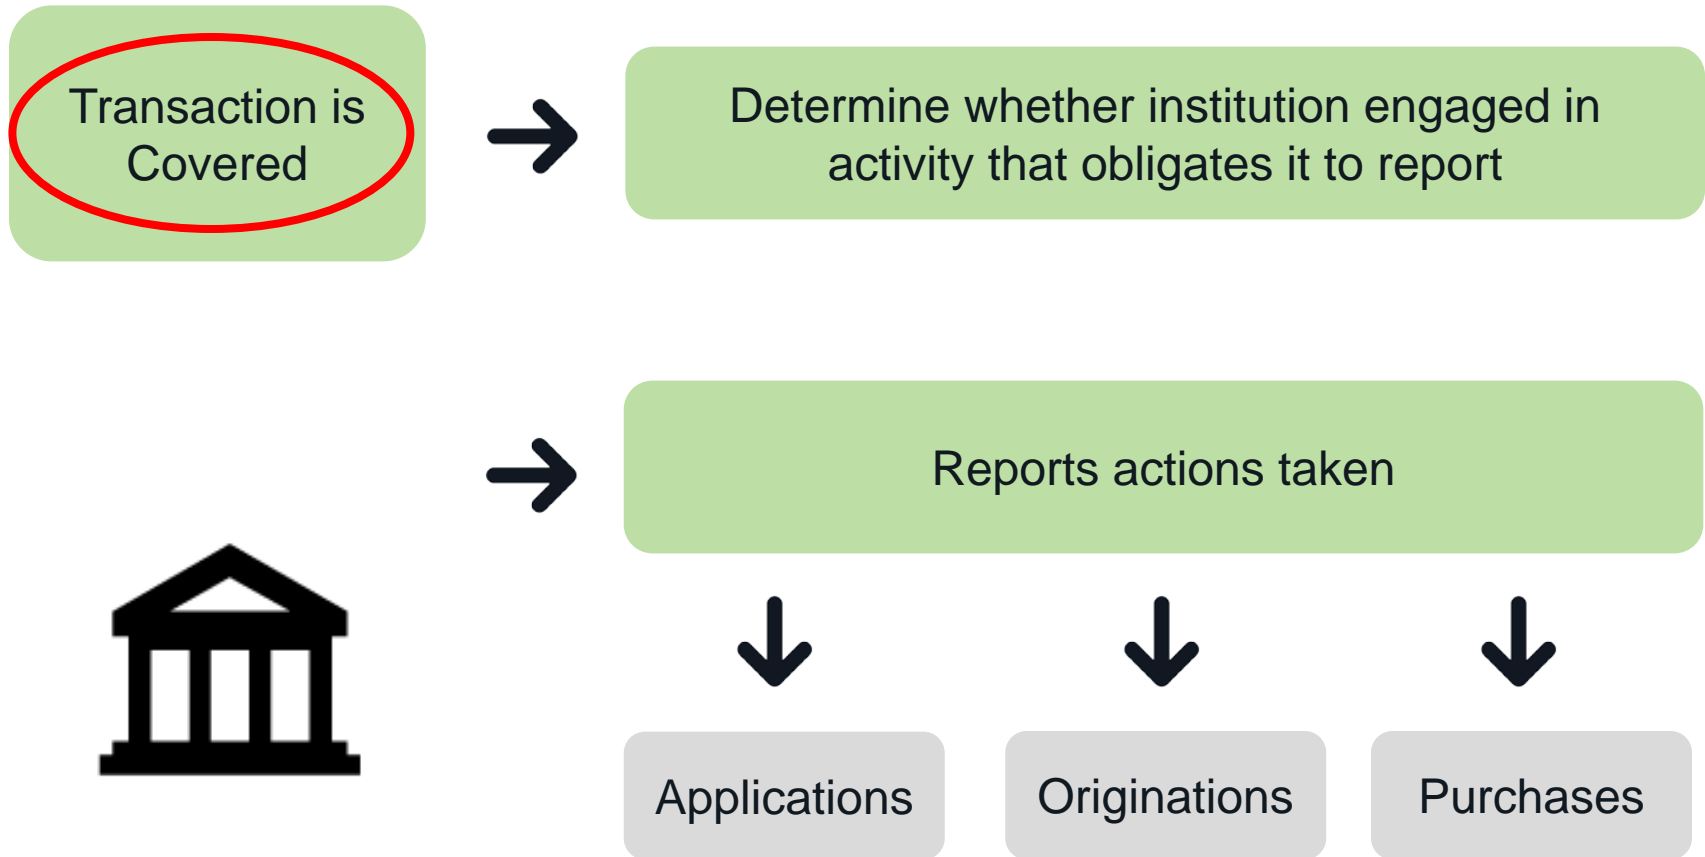 Transaction is
Covered
Determine whether institution engaged in
activity that obligates it to report
Reports actions taken
Applications
Originations
Purchases